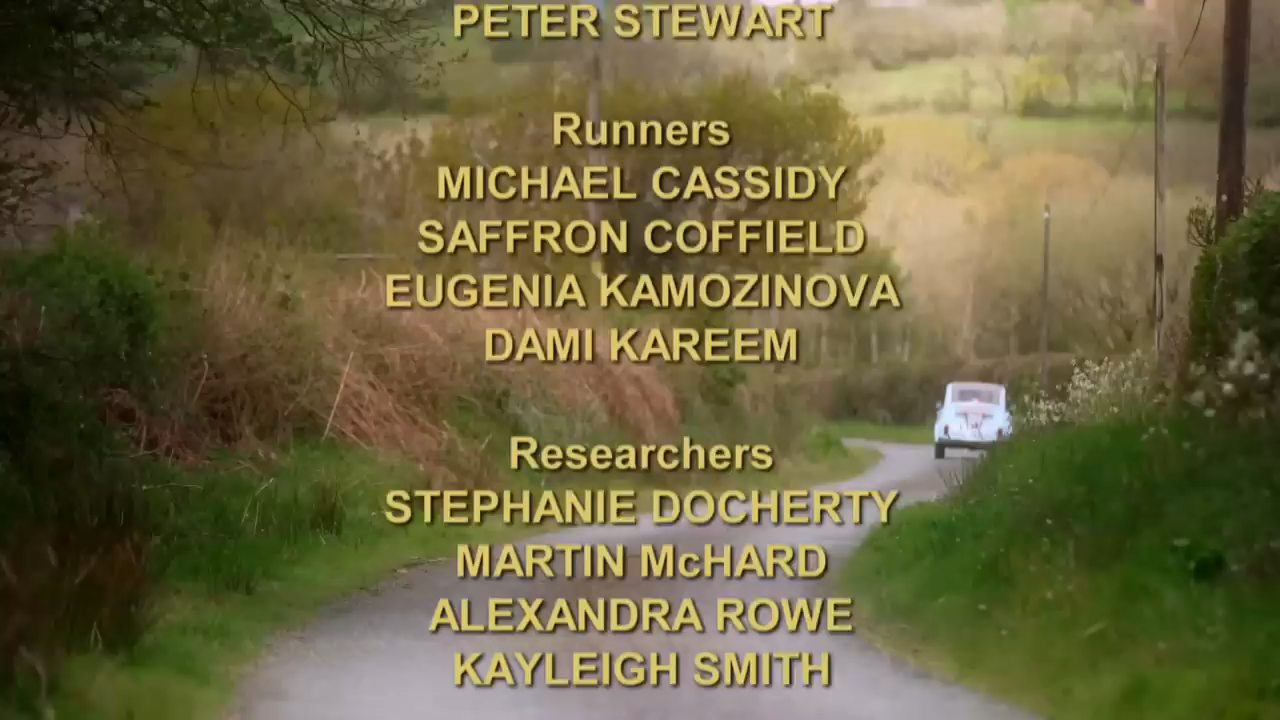 PETER STEWART
Runners
MICHAEL CASSIDY
SAFFRON COFFIELD
EUGENIA KAMOZINOVA
DAMI KAREEM
Researchers
STEPHANIE DOCHERTY
MARTIN McHARD
ALEXANDRA ROWE
KAYLEIGH SMITH